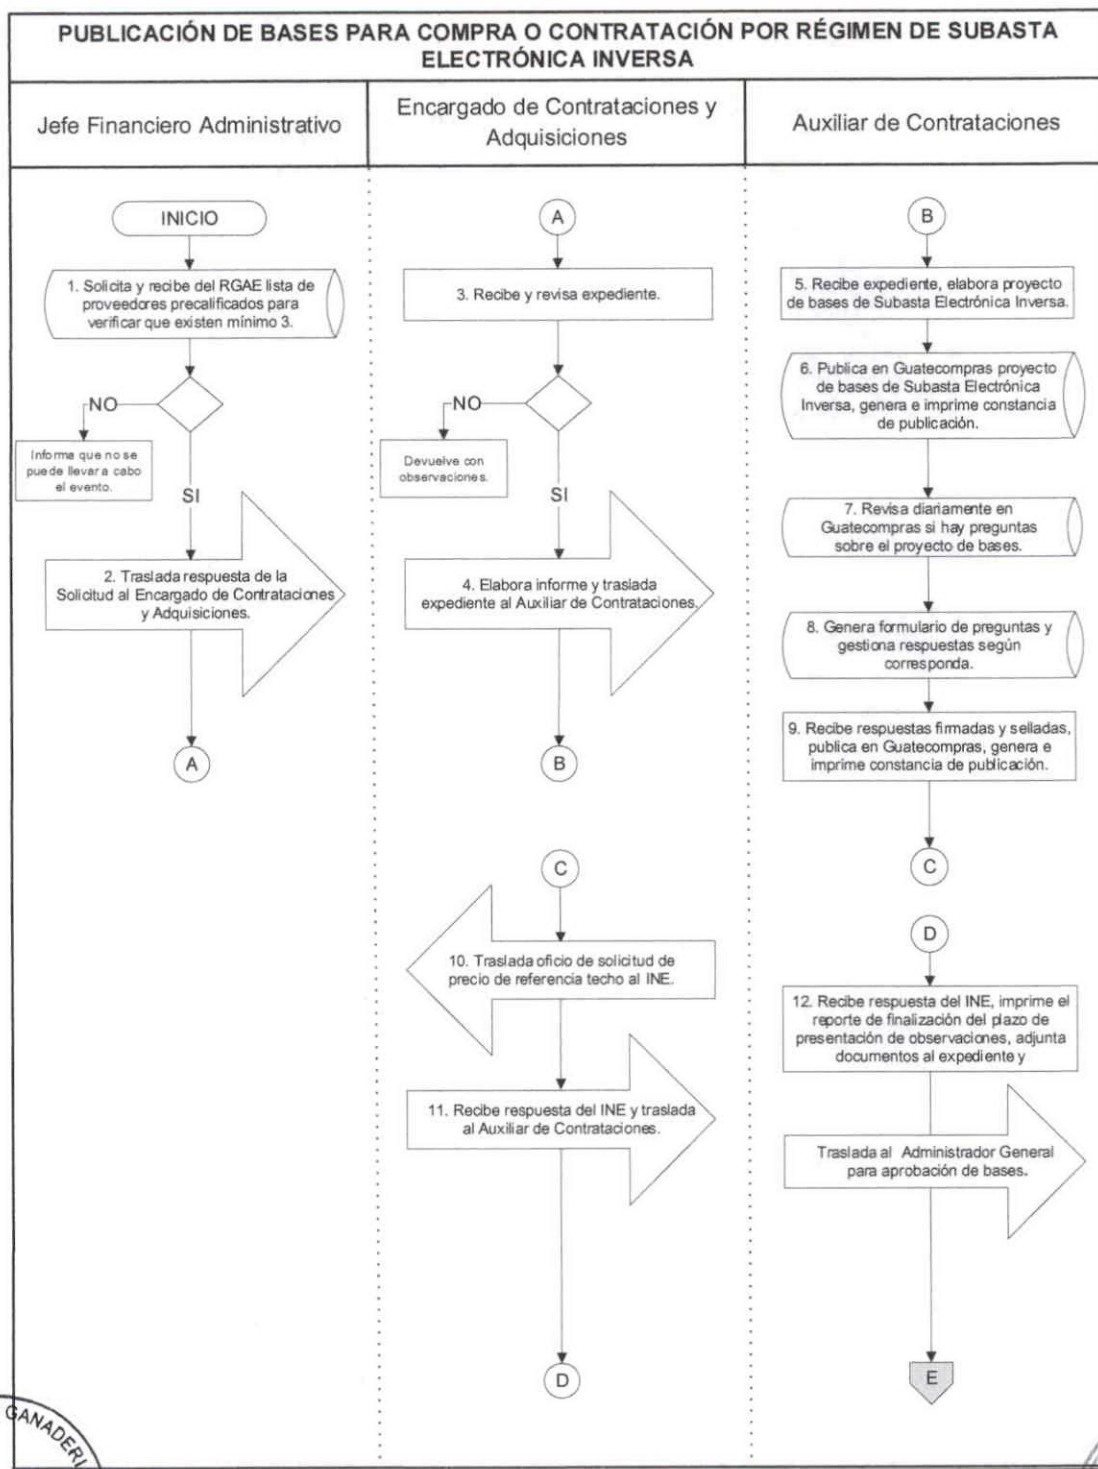 PUBLICACIÓN DE BASES PARA COMPRA O CONTRATACIÓN POR RÉGIMEN DE SUBASTA
ELECTRÓNICA INVERSA
Jefe Financiero Administrativo
Encargado de Contrataciones y
Adquisiciones
Auxiliar de Contrataciones
INICIO
1. Solicita y recibe del RGAE lista de
proveedores precalificados para
verificar que existen mínimo 3.
NO
Informa que no se
puede llevar a cabo
el evento.
SI
2. Traslada respuesta de la
Solicitud al Encargado de Contrataciones
y Adquisiciones.
A
A
3. Recibe y revisa expediente.
NO
Devuelve con
observaciones.
SI
4. Elabora informe y traslada
expediente al Auxiliar de Contrataciones.
B
C
10. Traslada oficio de solicitud de
precio de referencia techo al INE.
11. Recibe respuesta del INE y traslada
al Auxiliar de Contrataciones.
D
B
5. Recibe expediente, elabora proyecto
de bases de Subasta Electrónica Inversa.
6. Publica en Guatecompras proyecto
de bases de Subasta Electrónica
Inversa, genera e imprime constancia
de publicación.
7. Revisa diariamente en
Guatecompras si hay preguntas
sobre el proyecto de bases.
8. Genera formulario de preguntas y
gestiona respuestas según
corresponda.
9. Recibe respuestas firmadas y selladas,
publica en Guatecompras, genera e
imprime constancia de publicación.
C
D
12. Recibe respuesta del INE, imprime el
reporte de finalización del plazo de
presentación de observaciones, adjunta
documentos al expediente y
Traslada al Administrador General
para aprobación de bases.
E
GANADERI